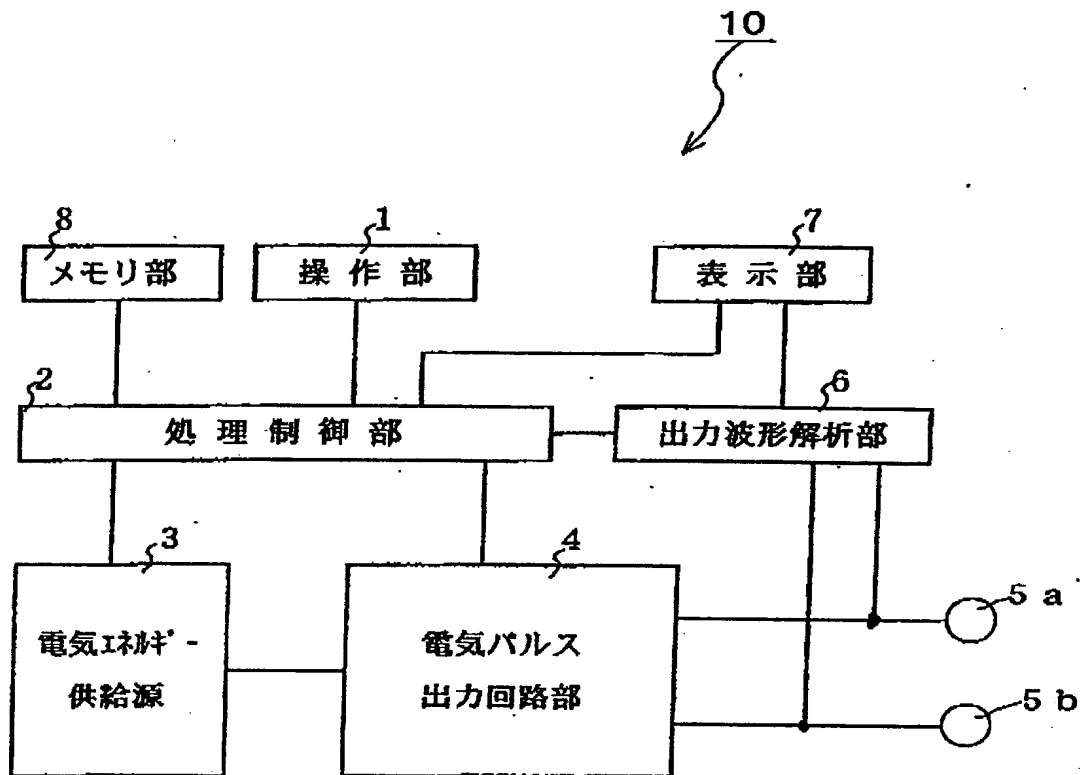 10
8
1
7
メモリ部
操作部
表示部
2
6
処理制御部
出力波形解析部
3
4
5a
電気エネルギー
供給源
電気パルス
出力回路部
5b